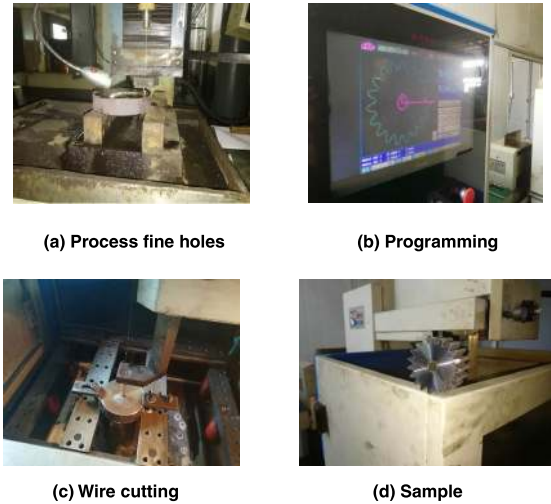 (a) Process fine holes
(b) Programming
(c) Wire cutting
(d) Sample